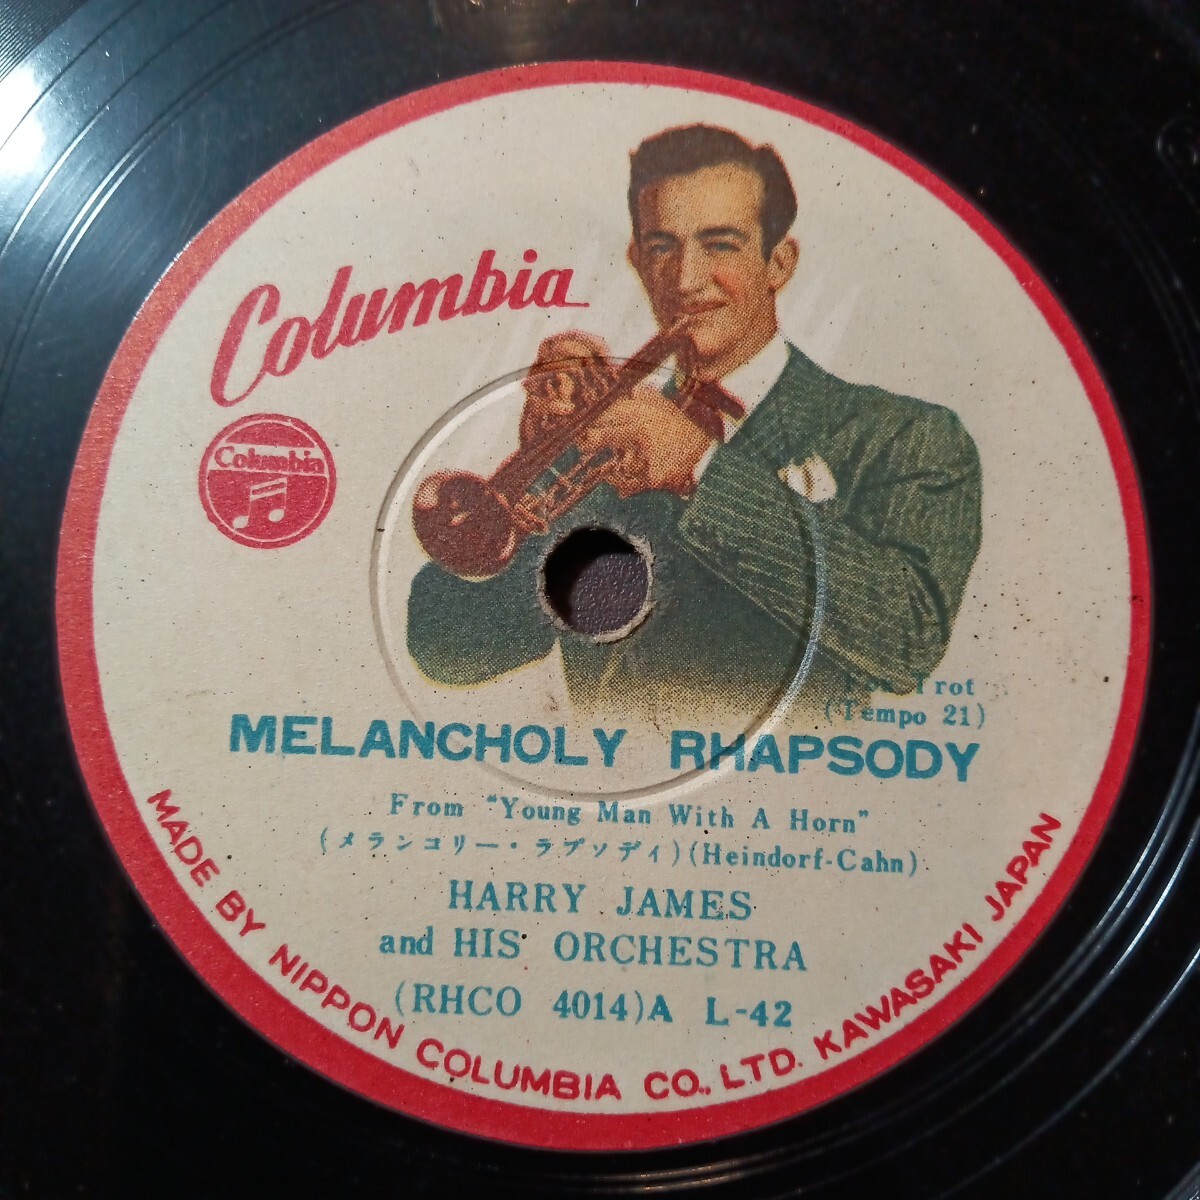 Columbia
Columbia
Trot
(Tempo 21)
MELANCHOLY RHAPSODY
From "Young Man With A Horn"
(メランコリー・ラプソディ)(Heindorf-Cahn)
HARRY JAMES
and HIS ORCHESTRA
(RHCO 4014)A L-42
MADE BY NIPPON COLUMBIA CO., LTD. KAWASAKI JAPAN